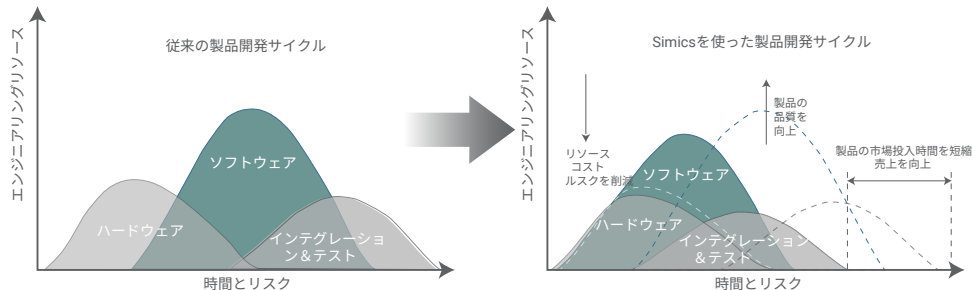 従来の製品開発サイクル
エンジニアリングリソース
ソフトウェア
ハードウェア
インテグレーショ
ン＆テスト
時間とリスク
Simicsを使った製品開発サイクル
エンジニアリングリソース
製品の
品質を
向上
リソース
コスト
ルスクを削減
製品の市場投入時間を短縮
売上を向上
ソフトウェア
ハードウェア
インテグレーション
＆テスト
時間とリスク